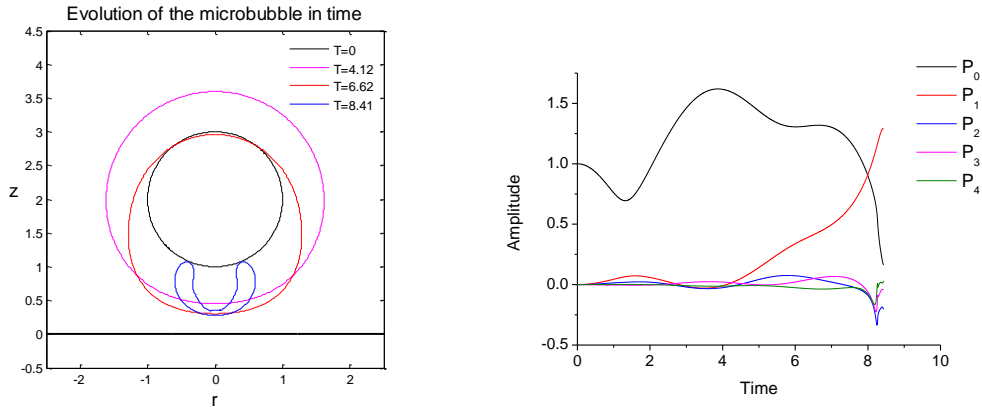 Evolution of the microbubble in time
4.5
4
3.5
3
2.5
2
1.5
1
0.5
0
-0.5
z
-2
-1
0
1
2
r
T=0
T=4.12
T=6.62
T=8.41
1.5
1.0
0.5
0.0
-0.5
Amplitude
0
2
4
6
8
10
Time
P0
P1
P2
P3
P4